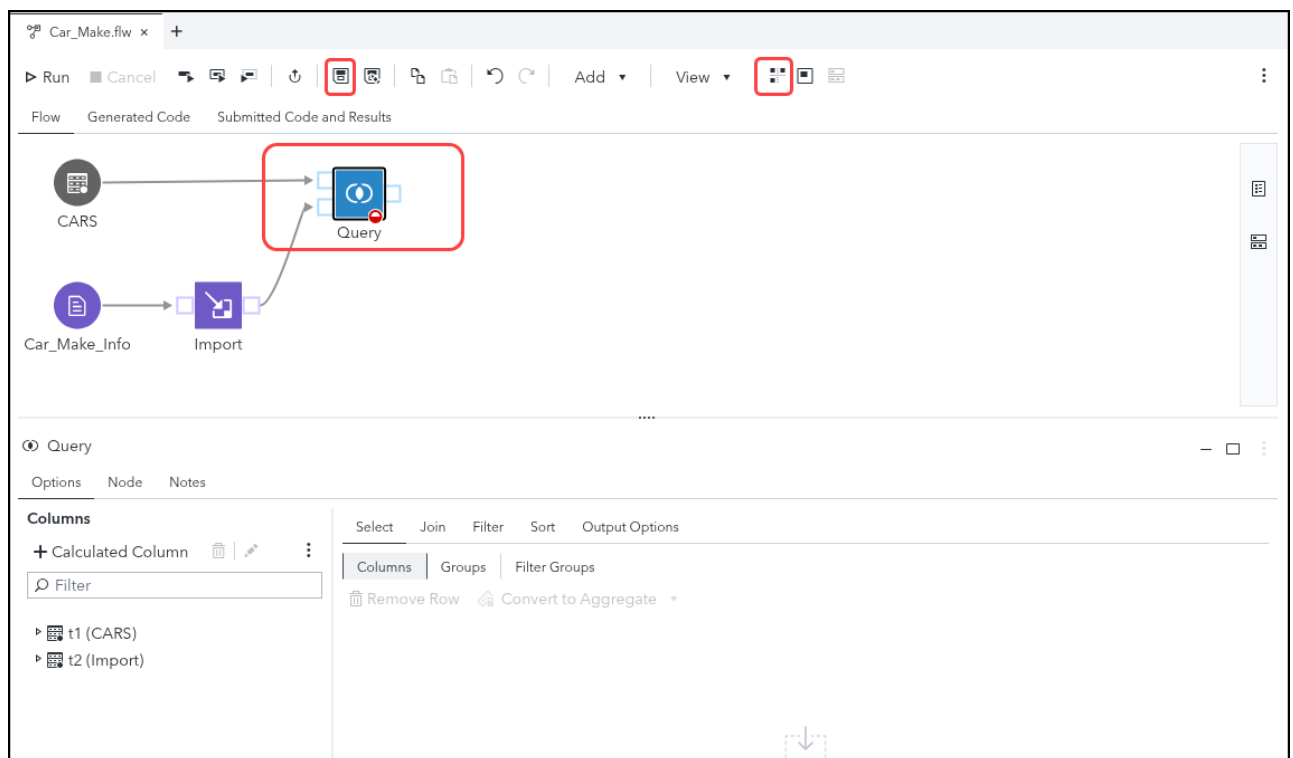 Car_Make.flw × +
Run Cancel Add View
Flow Generated Code Submitted Code and Results
CARS
Query
Car_Make_Info Import
Query
Options Node Notes
Columns
Select Join Filter Sort Output Options
+ Calculated Column
Columns Groups Filter Groups
Filter
Remove Row Convert to Aggregate
t1 (CARS)
t2 (Import)